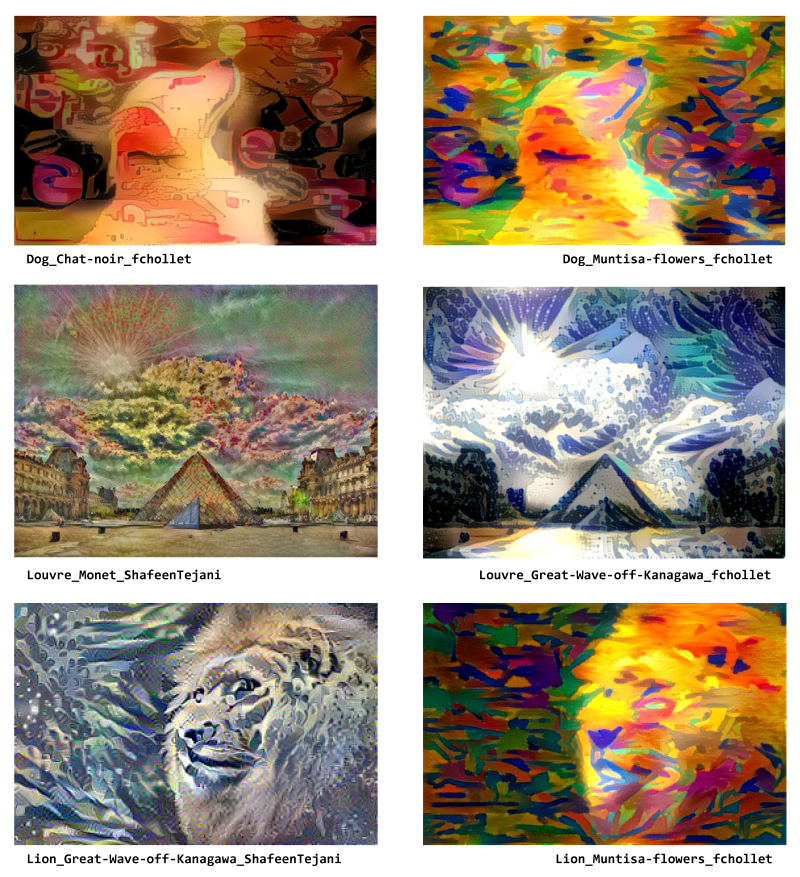 Dog_Chat-noir_fchollet
Dog_Muntisa-flowers_fchollet
Louvre_Monet_ShafeenTejani
Louvre_Great-Wave-off-Kanagawa_fchollet
Lion_Great-Wave-off-Kanagawa_ShafeenTejani
Lion_Muntisa-flowers_fchollet